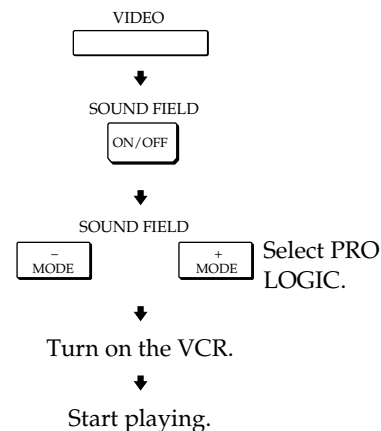 VIDEO
SOUND FIELD
ON/OFF
SOUND FIELD
–
MODE
+
MODE
Select PRO
LOGIC.
Turn on the VCR.
Start playing.